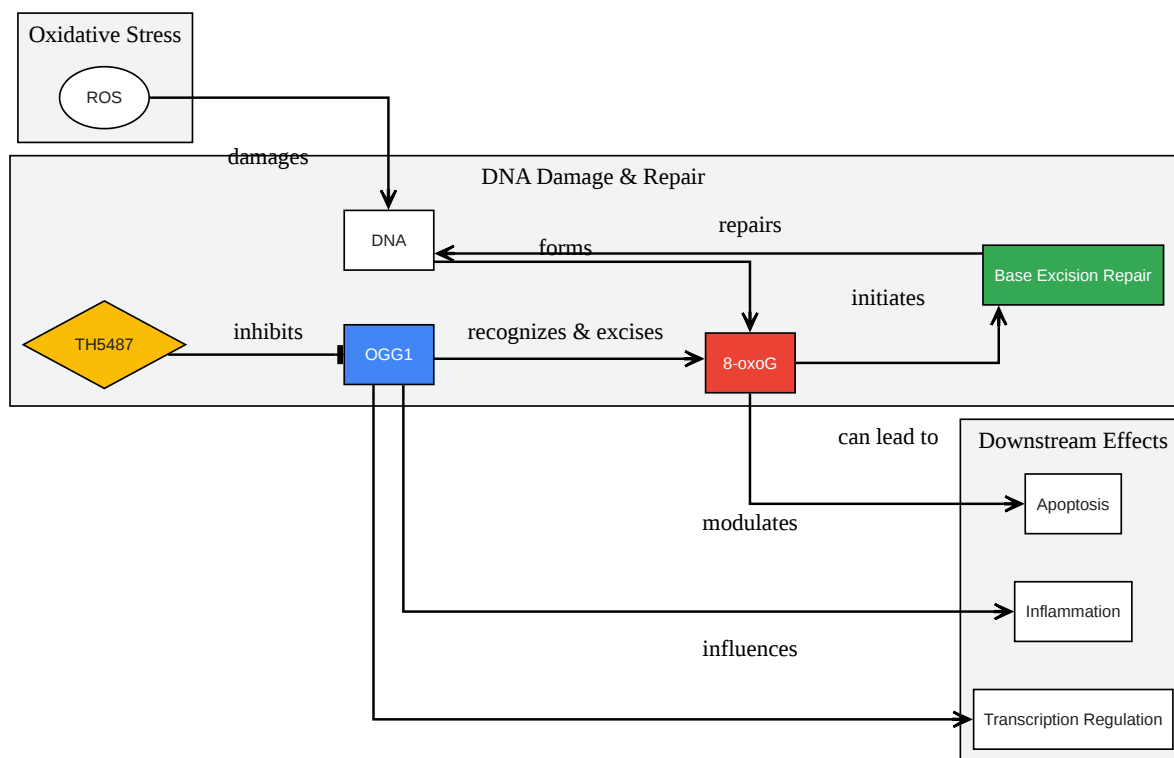 Oxidative Stress
ROS
damages
DNA Damage & Repair
DNA
forms
repairs
Base Excision Repair
initiates
TH5487
inhibits
OGG1
recognizes & excises
8-oxoG
can lead to
Downstream Effects
Apoptosis
modulates
Inflammation
influences
Transcription Regulation